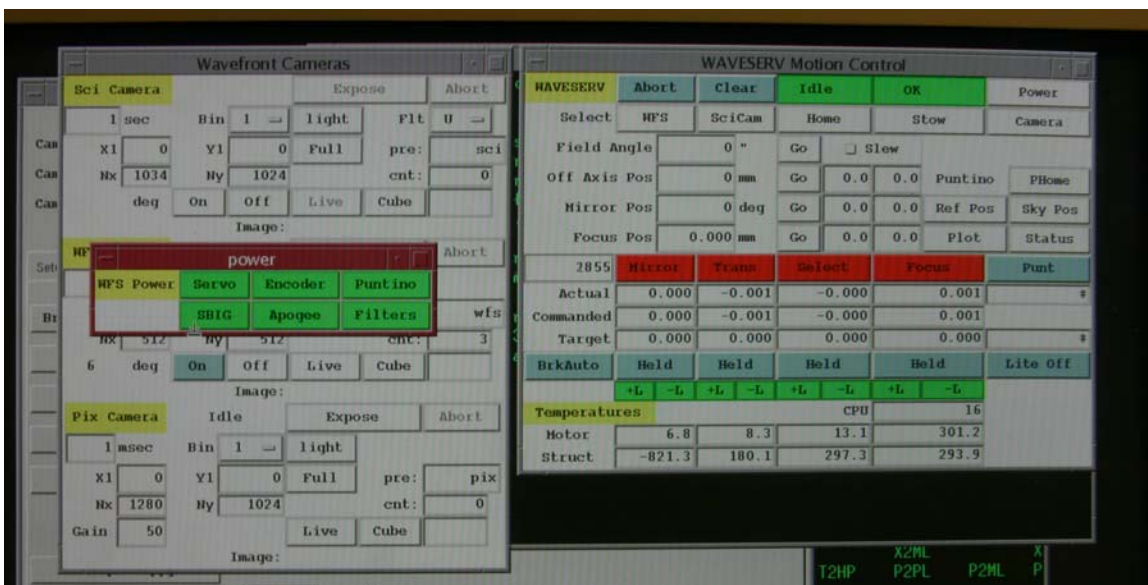 Wavefront Cameras
Sci Camera Expose Abort
1 sec Bin 1 light Flt U
X1 0 Y1 0 Full pre: sci
Nx 1034 Ny 1024 cnt: 0
deg On Off Live Cube
Image:
Abort
wfs
Nx 512 Ny 512 cnt: 3
6 deg On Off Live Cube
Image:
Pix Camera Idle Expose Abort
1 msec Bin 1 light
X1 0 Y1 0 Full pre: pix
Nx 1280 Ny 1024 cnt: 0
Gain 50 Live Cube
Image:
power
WFS Power Servo Encoder Puntino
SBIG Apogee Filters
WAVESERV Motion Control
WAVESERV Abort Clear Idle OK Power
Select WFS SciCam Home Stow Camera
Field Angle 0 " Go Slew
Off Axis Pos 0 mm Go 0.0 0.0 Puntino PHome
Mirror Pos 0 deg Go 0.0 0.0 Ref Pos Sky Pos
Focus Pos 0.000 mm Go 0.0 0.0 Plot Status
2855 Mirror Trans Select Focus Punt
Actual 0.000 -0.001 -0.000 0.001
Commanded 0.000 -0.001 -0.000 0.001
Target 0.000 0.000 0.000 0.000
BrkAuto Held Held Held Held Lite Off
+L -L +L -L +L -L +L -L
Temperatures CPU 16
Motor 6.8 8.3 13.1 301.2
Struct -821.3 180.1 297.3 293.9
X2ML X
T2HP P2PL P2ML P